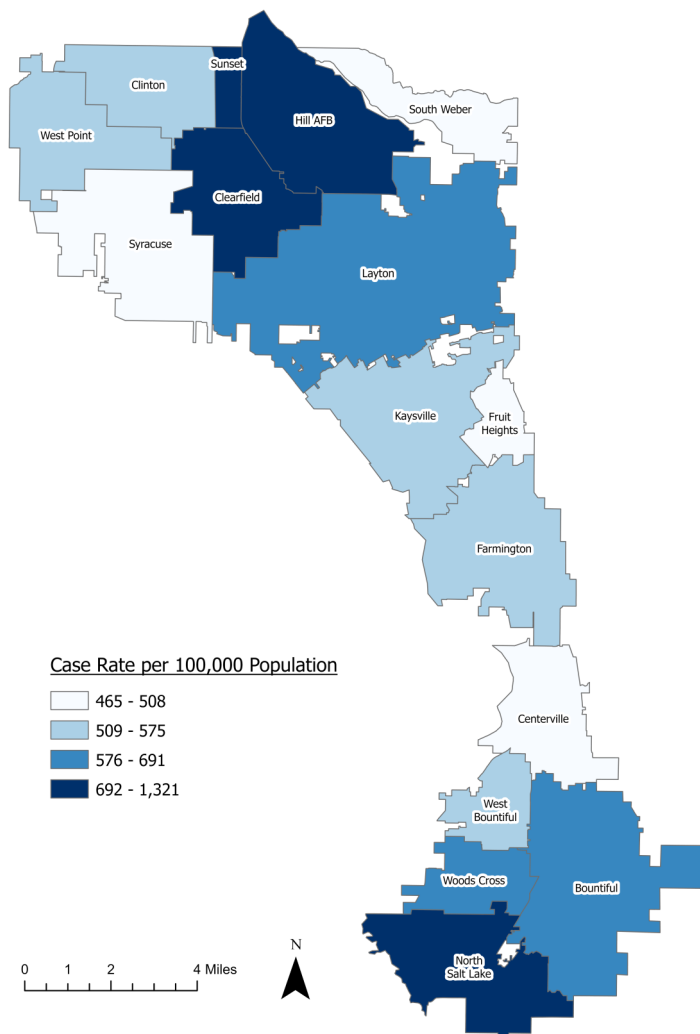 Sunset
Clinton
South Weber
Hill AFB
West Point
Clearfield
Syracuse
Layton
Kaysville
Fruit
Heights
Farmington
Case Rate per 100,000 Population
465 - 508
509 - 575
576 - 691
692 - 1,321
Centerville
West
Bountiful
Woods Cross
Bountiful
North
Salt Lake
N
0 1 2 4 Miles